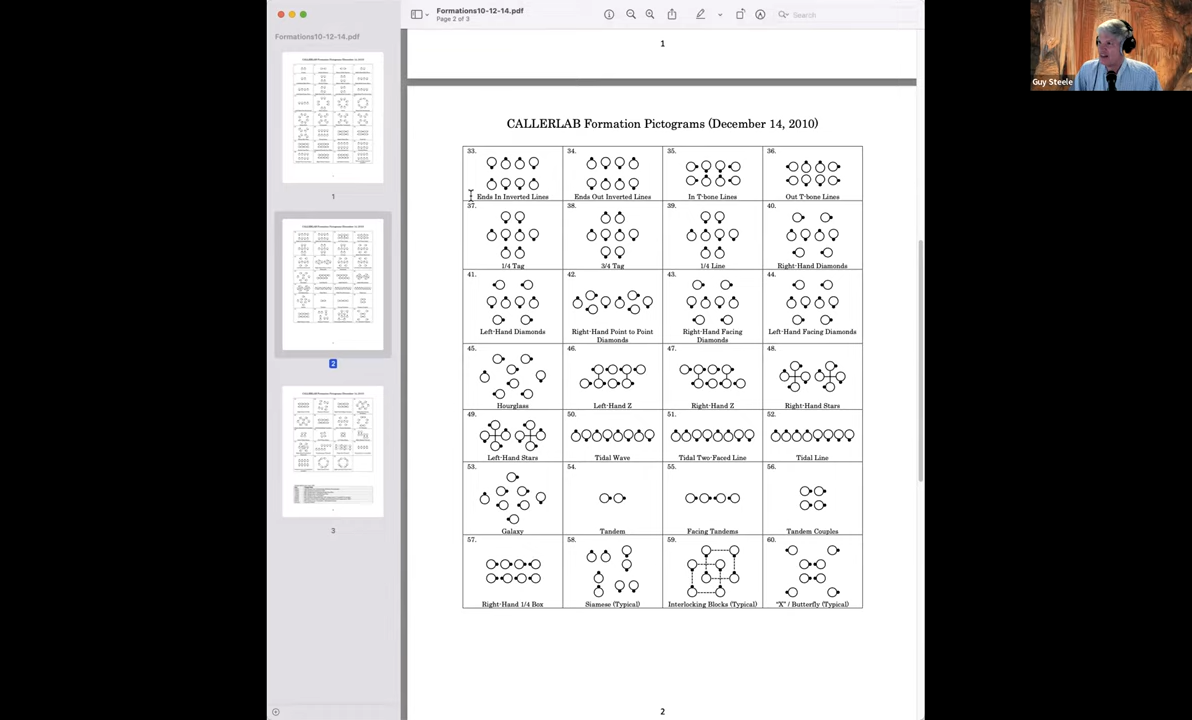 Formations10-12-14.pdf
Page 2 of 3
Search
Formations10-12-14.pdf
1
2
3
Guy Steele
1
CALLERLAB Formation Pictograms (December 14, 2010)
33.
Ends In Inverted Lines
34.
Ends Out Inverted Lines
35.
In T-bone Lines
36.
Out T-bone Lines
37.
1/4 Tag
38.
3/4 Tag
39.
1/4 Line
40.
Right-Hand Diamonds
41.
Left-Hand Diamonds
42.
Right-Hand Point to Point
Diamonds
43.
Right-Hand Facing
Diamonds
44.
Left-Hand Facing Diamonds
45.
Hourglass
46.
Left-Hand Z
47.
Right-Hand Z
48.
Right-Hand Stars
49.
Left-Hand Stars
50.
Tidal Wave
51.
Tidal Two-Faced Line
52.
Tidal Line
53.
Galaxy
54.
Tandem
55.
Facing Tandems
56.
Tandem Couples
57.
Right-Hand 1/4 Box
58.
Siamese (Typical)
59.
Interlocking Blocks (Typical)
60.
"X" / Butterfly (Typical)
2